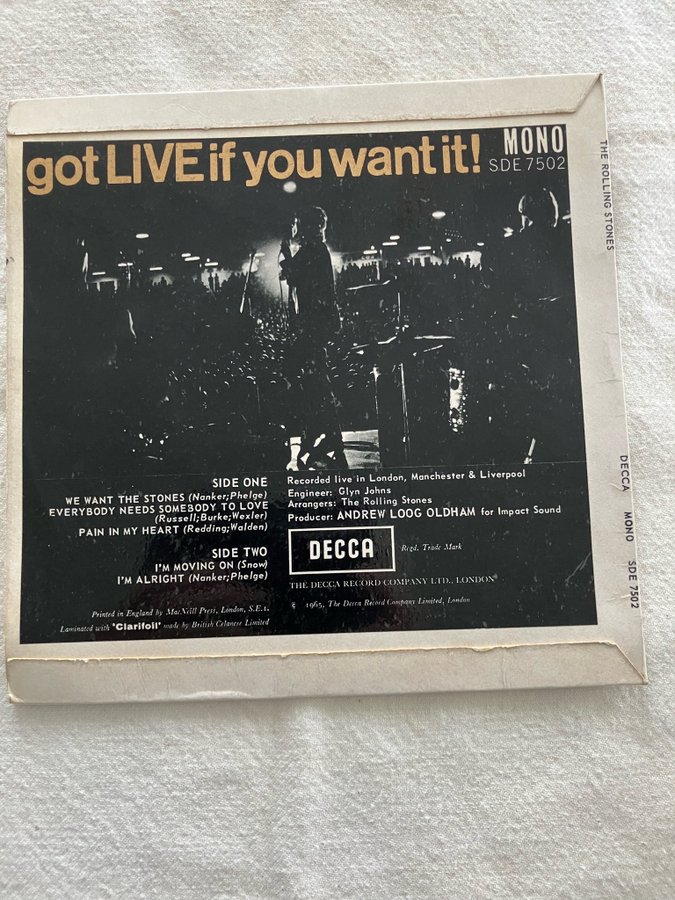 got LIVE if you want it!
MONO
SDE 7502
SIDE ONE
WE WANT THE STONES (Nanker;Phelge)
EVERYBODY NEEDS SOMEBODY TO LOVE
(Russell;Burke;Wexler)
PAIN IN MY HEART (Redding;Walden)
SIDE TWO
I'M MOVING ON (Snow)
I'M ALRIGHT (Nanker;Phelge)
Recorded live in London, Manchester & Liverpool
Engineer: Glyn Johns
Arrangers: The Rolling Stones
Producer: ANDREW LOOG OLDHAM for Impact Sound
DECCA
Regd. Trade Mark
THE DECCA RECORD COMPANY LTD., LONDON
1965, The Decca Record Company Limited, London
Printed in England by MacNeill Press, London, S.E.1.
Laminated with 'Clarifoil' made by British Celanese Limited
THE ROLLING STONES
DECCA MONO SDE 7502